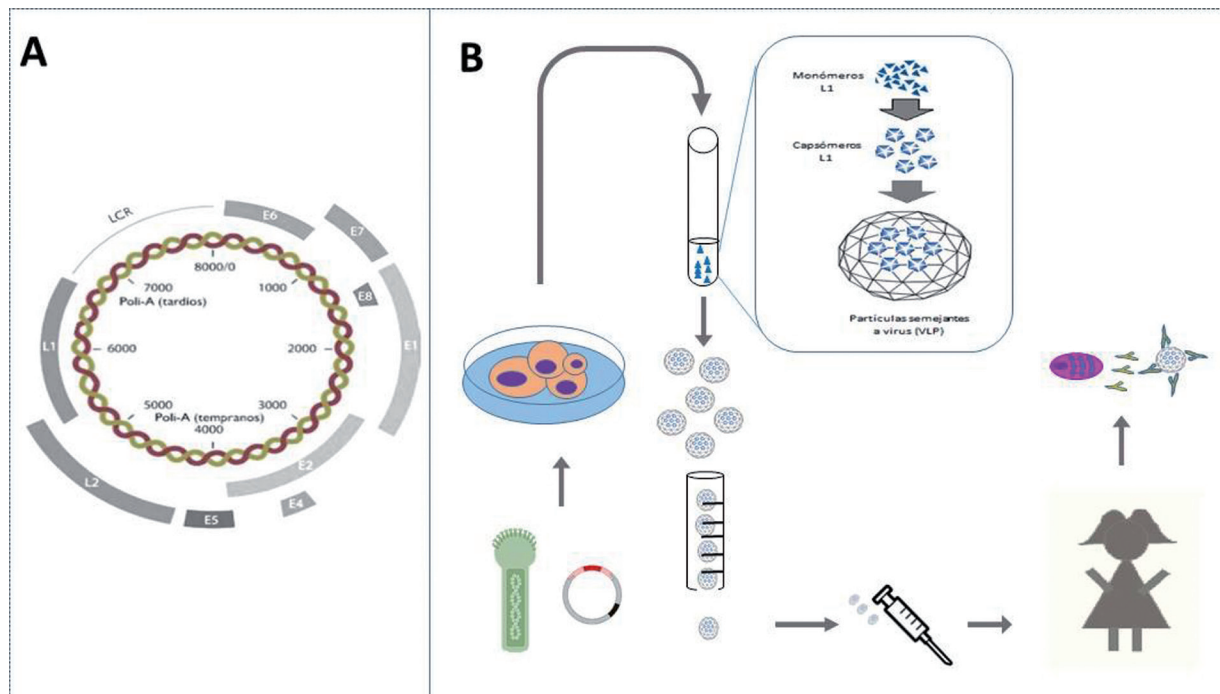 A
LCR
E6
E7
8000/0
7000
1000
Poli-A (tardíos)
E8
L1
6000
2000
E1
5000
3000
Poli-A (tempranos)
4000
E2
L2
E4
E5
B
Monómeros
L1
Capsómeros
L1
Partículas semejantes
a virus (VLP)